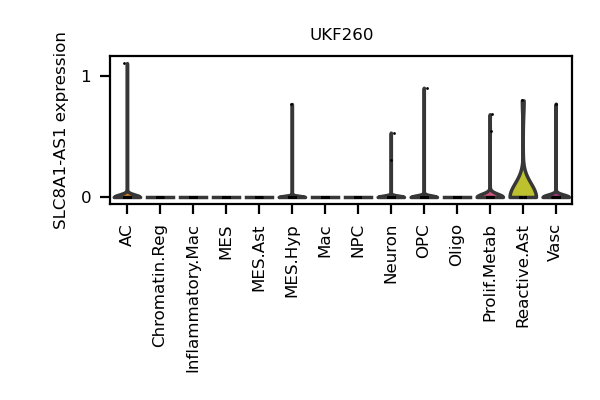 UKF260
SLC8A1-AS1 expression
1
0
AC
Chromatin.Reg
Inflammatory.Mac
MES
MES.Ast
MES.Hyp
Mac
NPC
Neuron
OPC
Oligo
Prolif.Metab
Reactive.Ast
Vasc